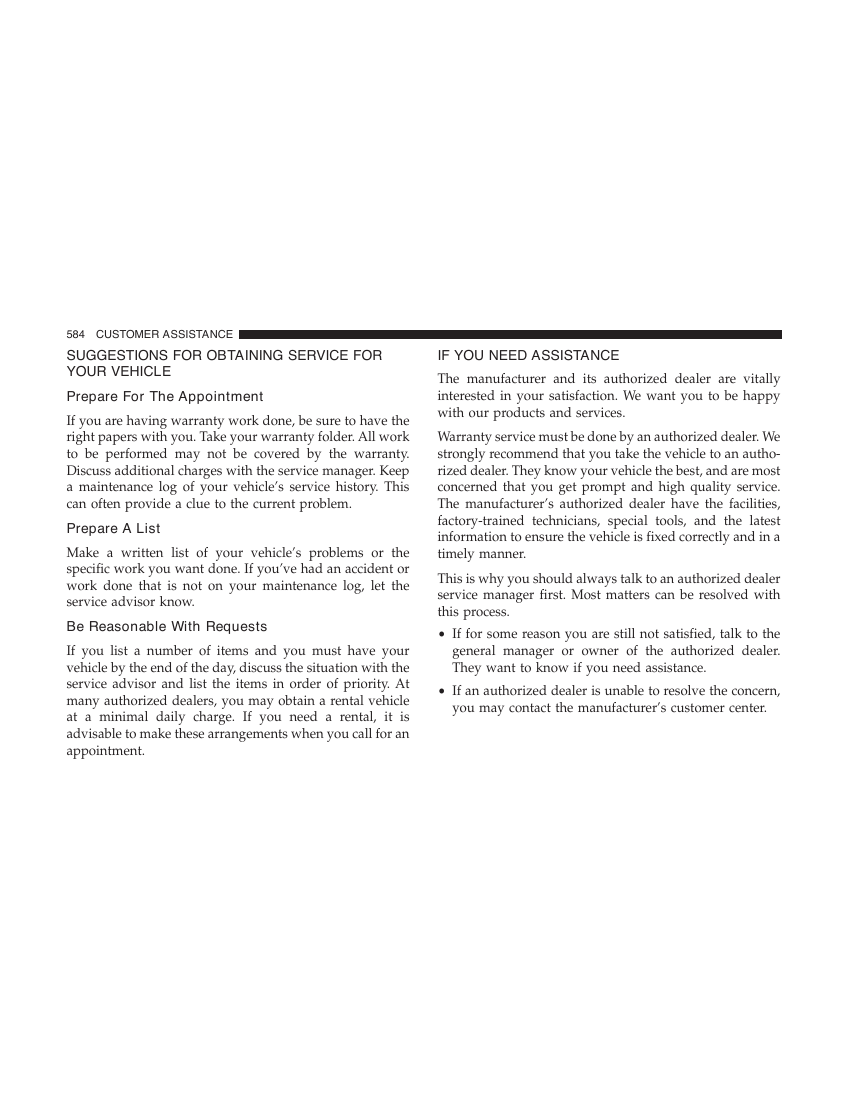 584 CUSTOMER ASSISTANCE
SUGGESTIONS FOR OBTAINING SERVICE FOR
YOUR VEHICLE
Prepare For The Appointment
If you are having warranty work done, be sure to have the
right papers with you. Take your warranty folder. All work
to be performed may not be covered by the warranty.
Discuss additional charges with the service manager. Keep
a maintenance log of your vehicle’s service history. This
can often provide a clue to the current problem.
Prepare A List
Make a written list of your vehicle’s problems or the
specific work you want done. If you’ve had an accident or
work done that is not on your maintenance log, let the
service advisor know.
Be Reasonable With Requests
If you list a number of items and you must have your
vehicle by the end of the day, discuss the situation with the
service advisor and list the items in order of priority. At
many authorized dealers, you may obtain a rental vehicle
at a minimal daily charge. If you need a rental, it is
advisable to make these arrangements when you call for an
appointment.
IF YOU NEED ASSISTANCE
The manufacturer and its authorized dealer are vitally
interested in your satisfaction. We want you to be happy
with our products and services.
Warranty service must be done by an authorized dealer. We
strongly recommend that you take the vehicle to an autho-
rized dealer. They know your vehicle the best, and are most
concerned that you get prompt and high quality service.
The manufacturer’s authorized dealer have the facilities,
factory-trained technicians, special tools, and the latest
information to ensure the vehicle is fixed correctly and in a
timely manner.
This is why you should always talk to an authorized dealer
service manager first. Most matters can be resolved with
this process.
• If for some reason you are still not satisfied, talk to the
general manager or owner of the authorized dealer.
They want to know if you need assistance.
• If an authorized dealer is unable to resolve the concern,
you may contact the manufacturer’s customer center.